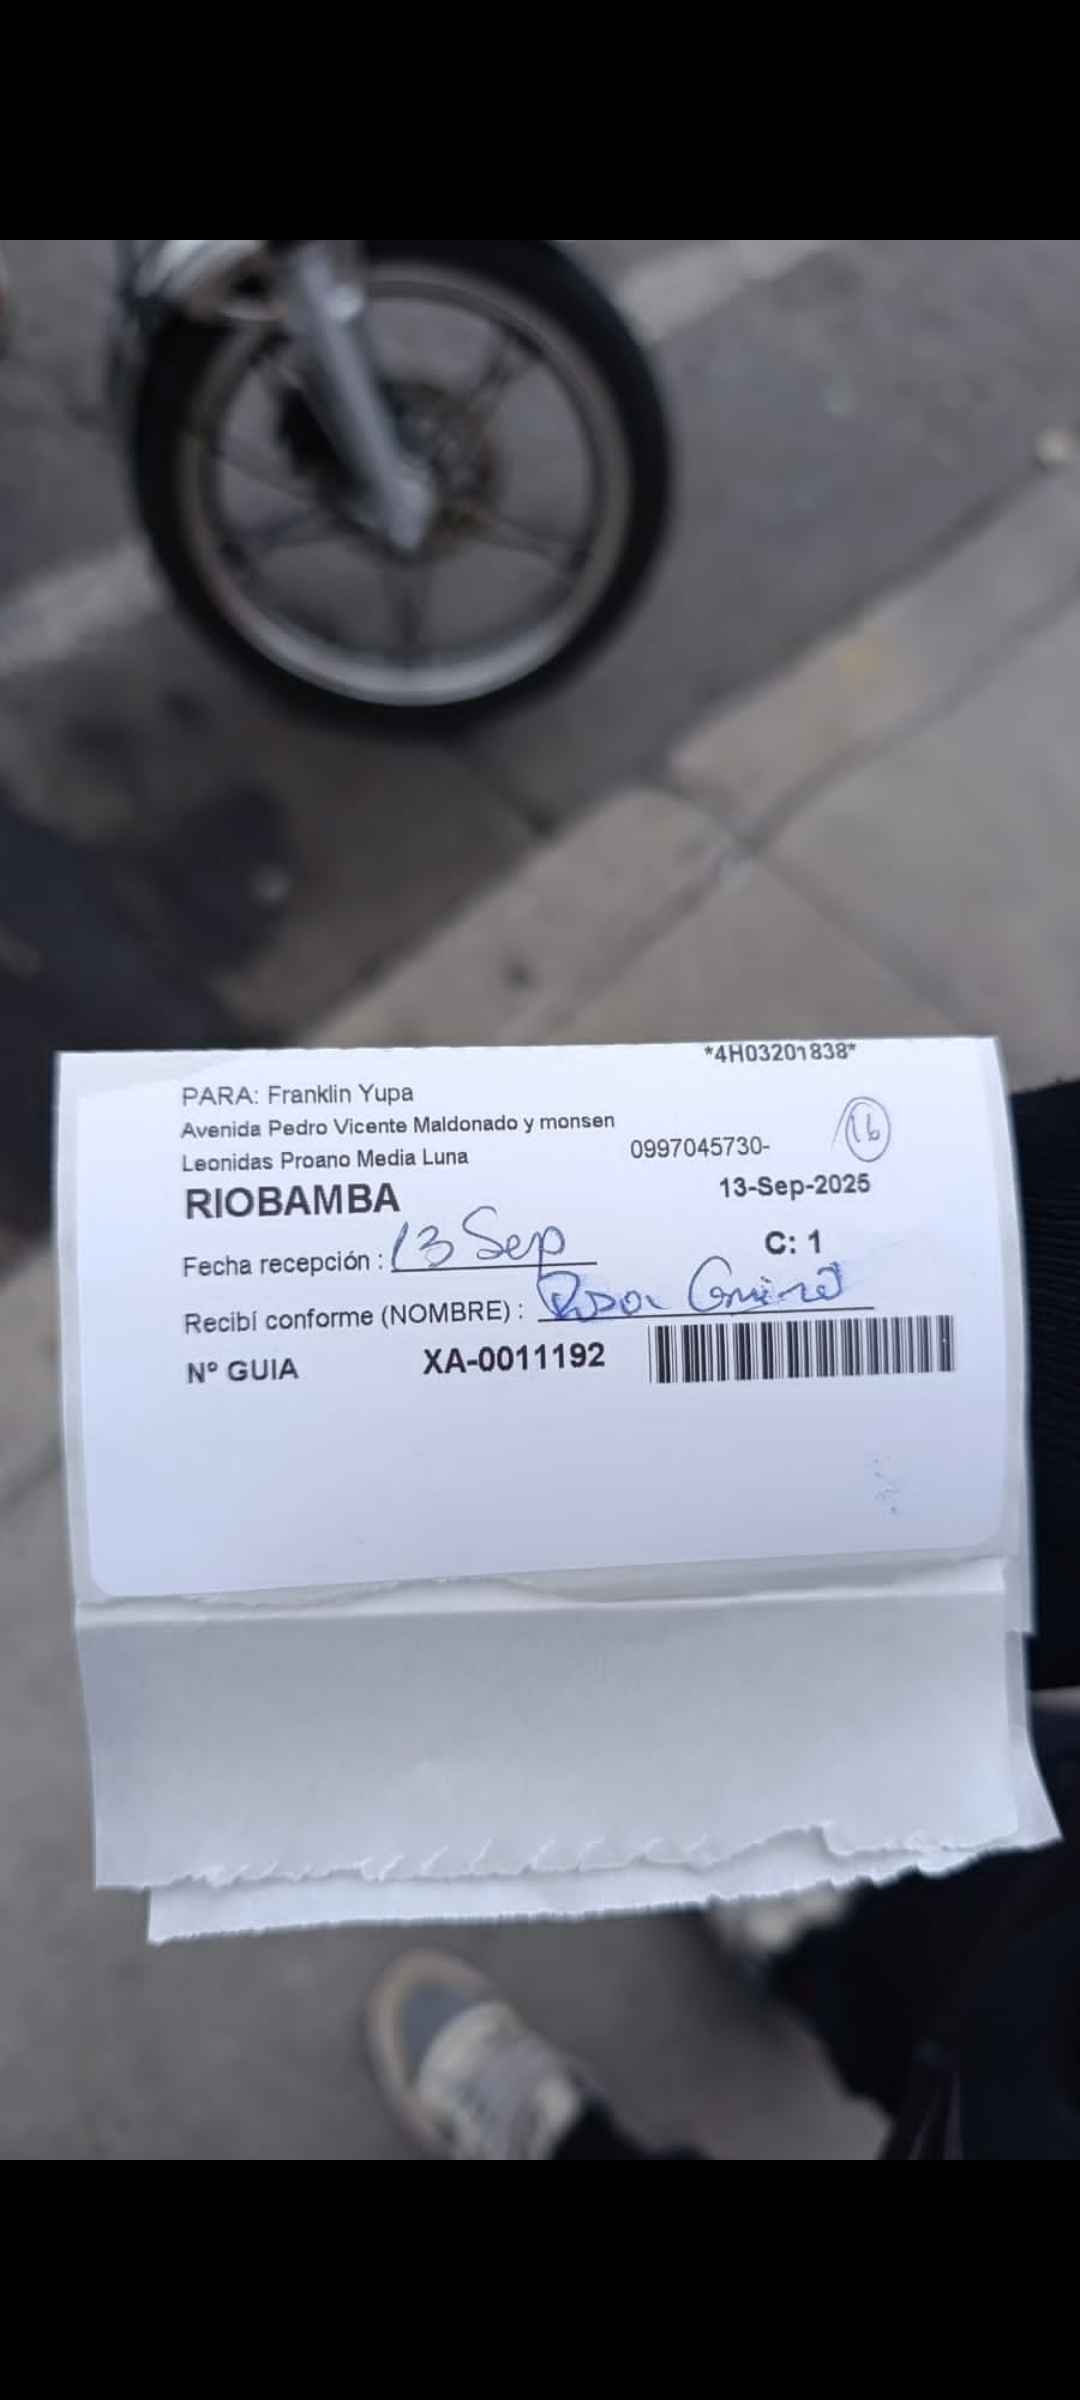 *4H03201838*
PARA: Franklin Yupa
Avenida Pedro Vicente Maldonado y monsen
Leonidas Proano Media Luna
0997045730-
16
RIOBAMBA
13-Sep-2025
Fecha recepción : 13 Sep
C: 1
Recibí conforme (NOMBRE) : Rosa
Nº GUIA XA-0011192